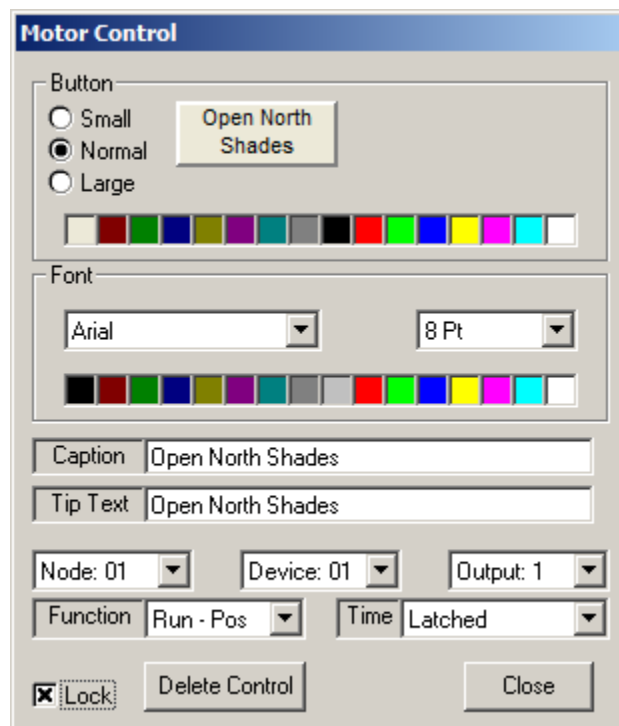 Motor Control
Button
Small
Normal
Large
Open North
Shades
Font
Arial
8 Pt
Caption Open North Shades
Tip Text Open North Shades
Node: 01 Device: 01 Output: 1
Function Run - Pos Time Latched
Lock Delete Control Close